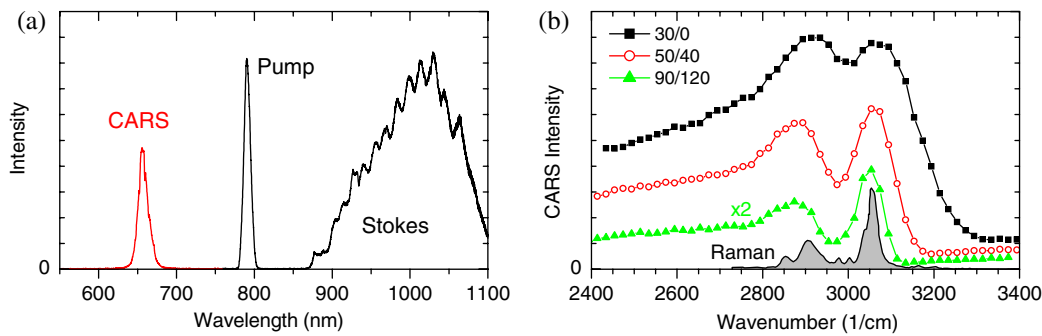 (a)
Intensity
0
CARS
Pump
Stokes
550 600 700 800 900 1000 1100
Wavelength (nm)
(b)
CARS Intensity
0
30/0
50/40
90/120
x2
Raman
2400 2600 2800 3000 3200 3400
Wavenumber (1/cm)